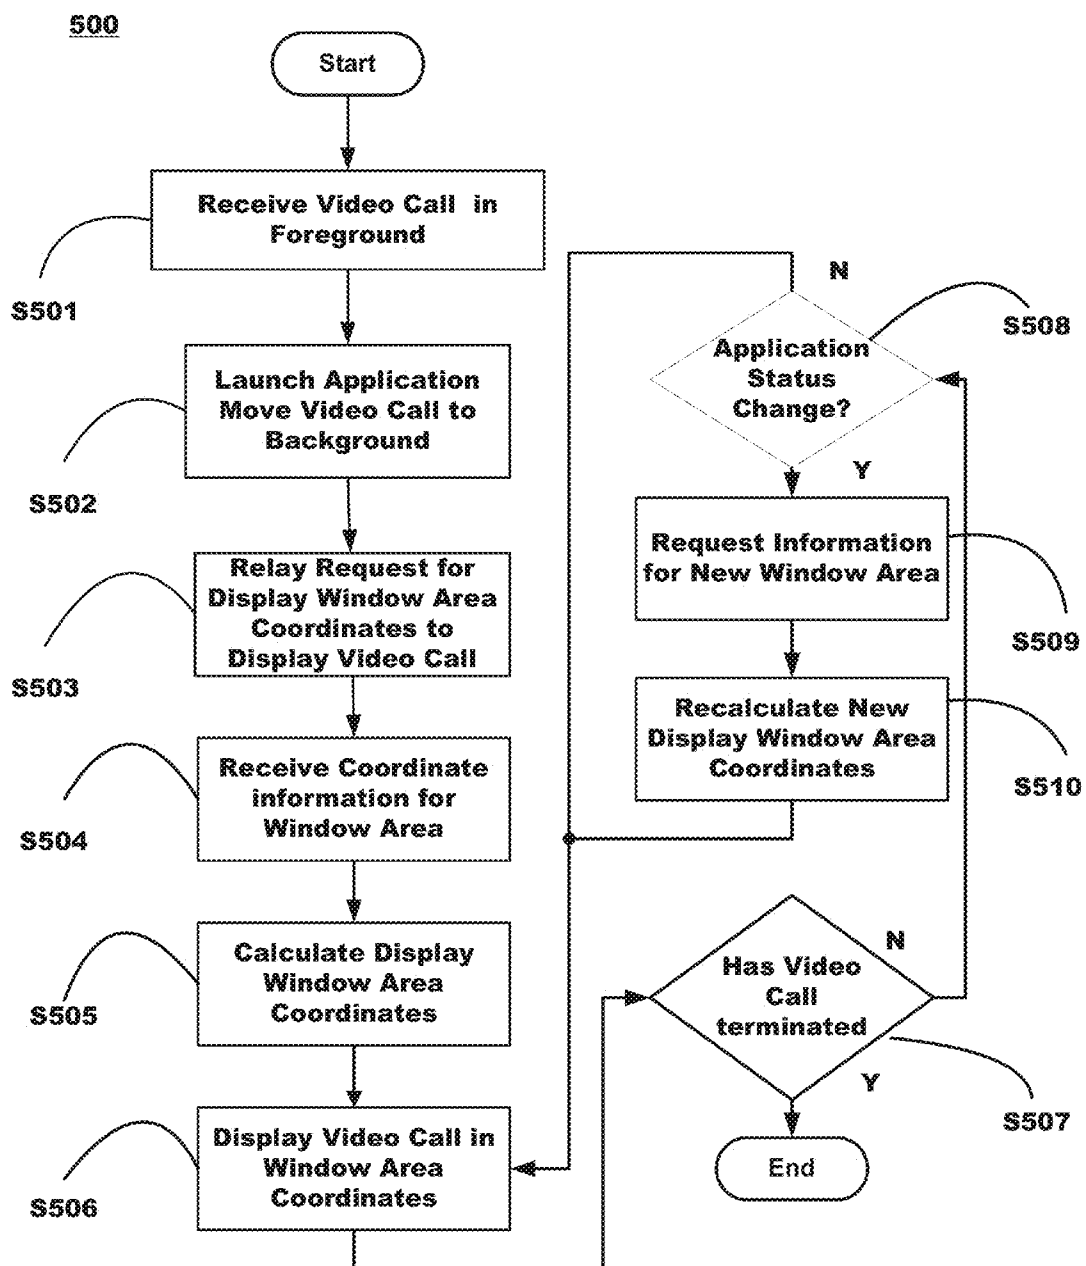 500
Start
Receive Video Call in
Foreground
S501
Launch Application
Move Video Call to
Background
S502
Relay Request for
Display Window Area
Coordinates to
Display Video Call
S503
Receive Coordinate
information for
Window Area
S504
Calculate Display
Window Area
Coordinates
S505
Display Video Call in
Window Area
Coordinates
S506
N
Application
Status
Change?
S508
Y
Request Information
for New Window Area
S509
Recalculate New
Display Window Area
Coordinates
S510
Has Video
Call
terminated
N
Y
S507
End